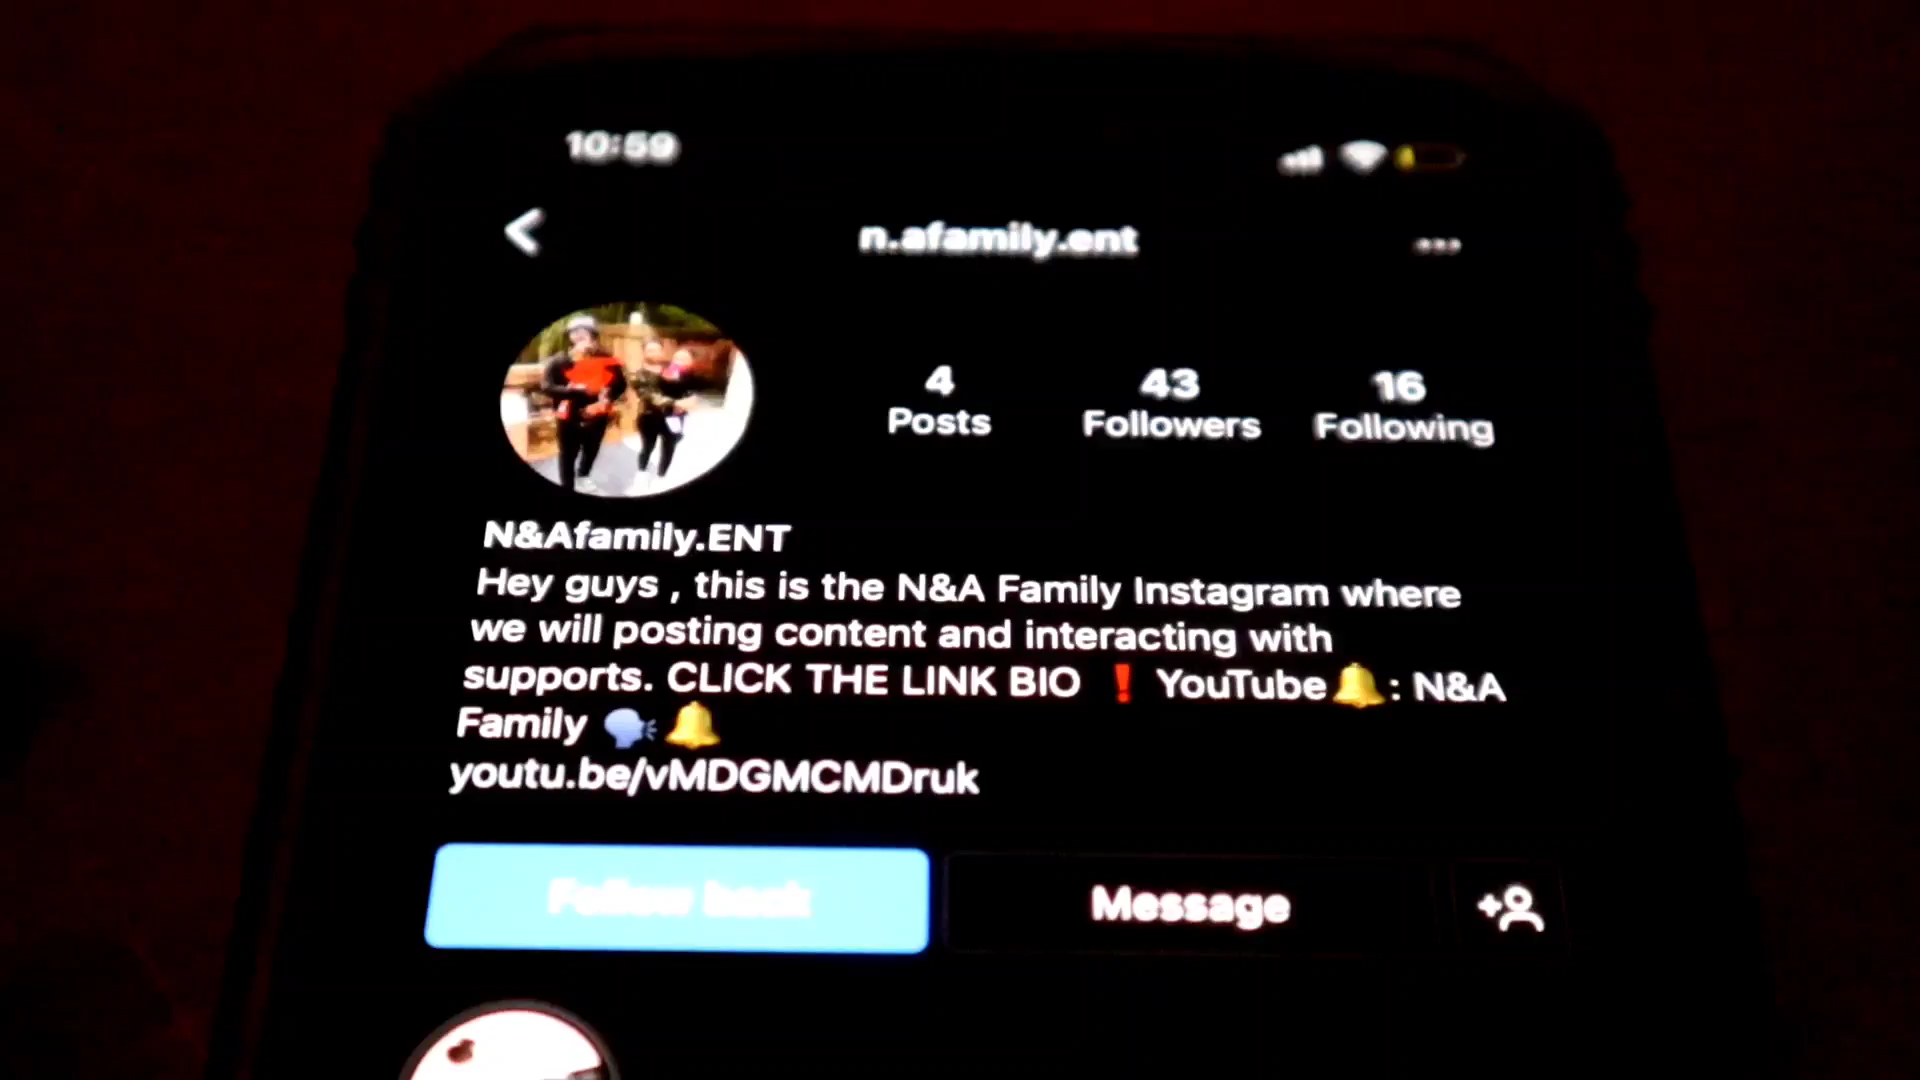 10:59
n.afamily.ent
4 43 16
Posts Followers Following
N&Afamily.ENT
Hey guys , this is the N&A Family Instagram where
we will posting content and interacting with
supports. CLICK THE LINK BIO ❗ YouTube🔔: N&A
Family 🗣🔔
youtu.be/vMDGMCMDruk
Follow back Message